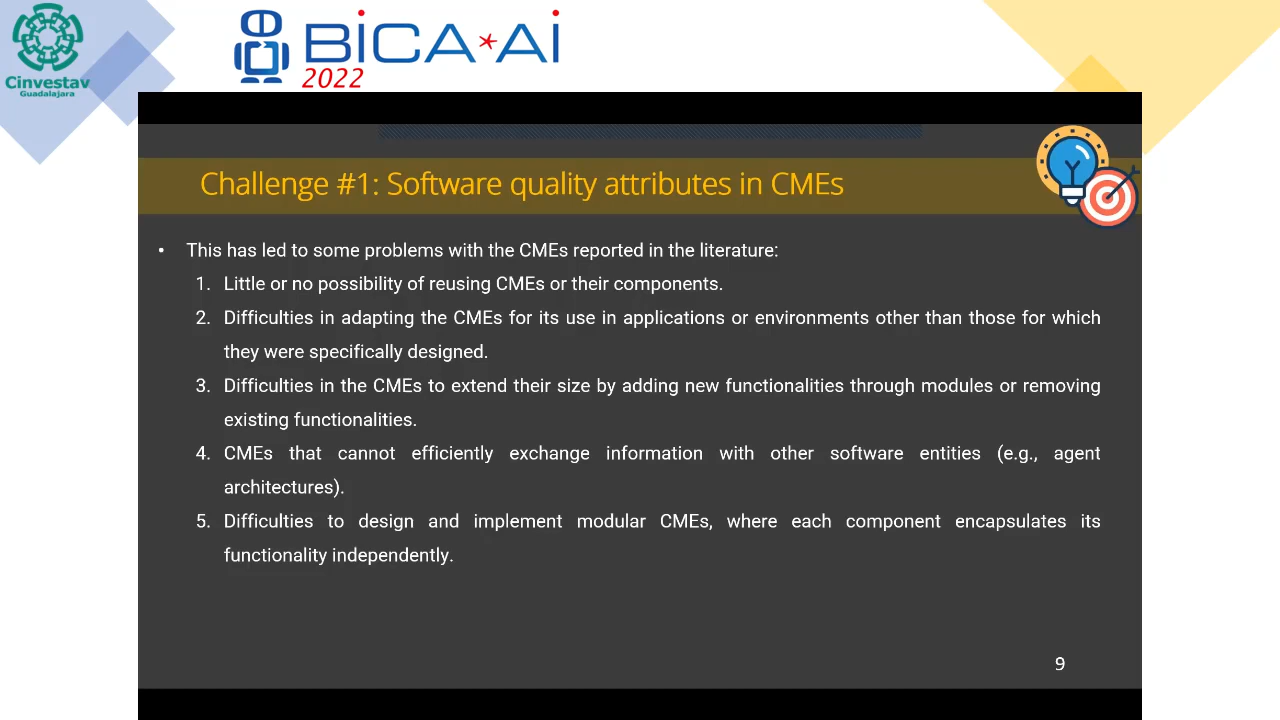 Cinvestav
Guadalajara
BiCA*Ai
2022
Challenge #1: Software quality attributes in CMEs
• This has led to some problems with the CMEs reported in the literature:
1. Little or no possibility of reusing CMEs or their components.
2. Difficulties in adapting the CMEs for its use in applications or environments other than those for which
they were specifically designed.
3. Difficulties in the CMEs to extend their size by adding new functionalities through modules or removing
existing functionalities.
4. CMEs that cannot efficiently exchange information with other software entities (e.g., agent
architectures).
5. Difficulties to design and implement modular CMEs, where each component encapsulates its
functionality independently.
9